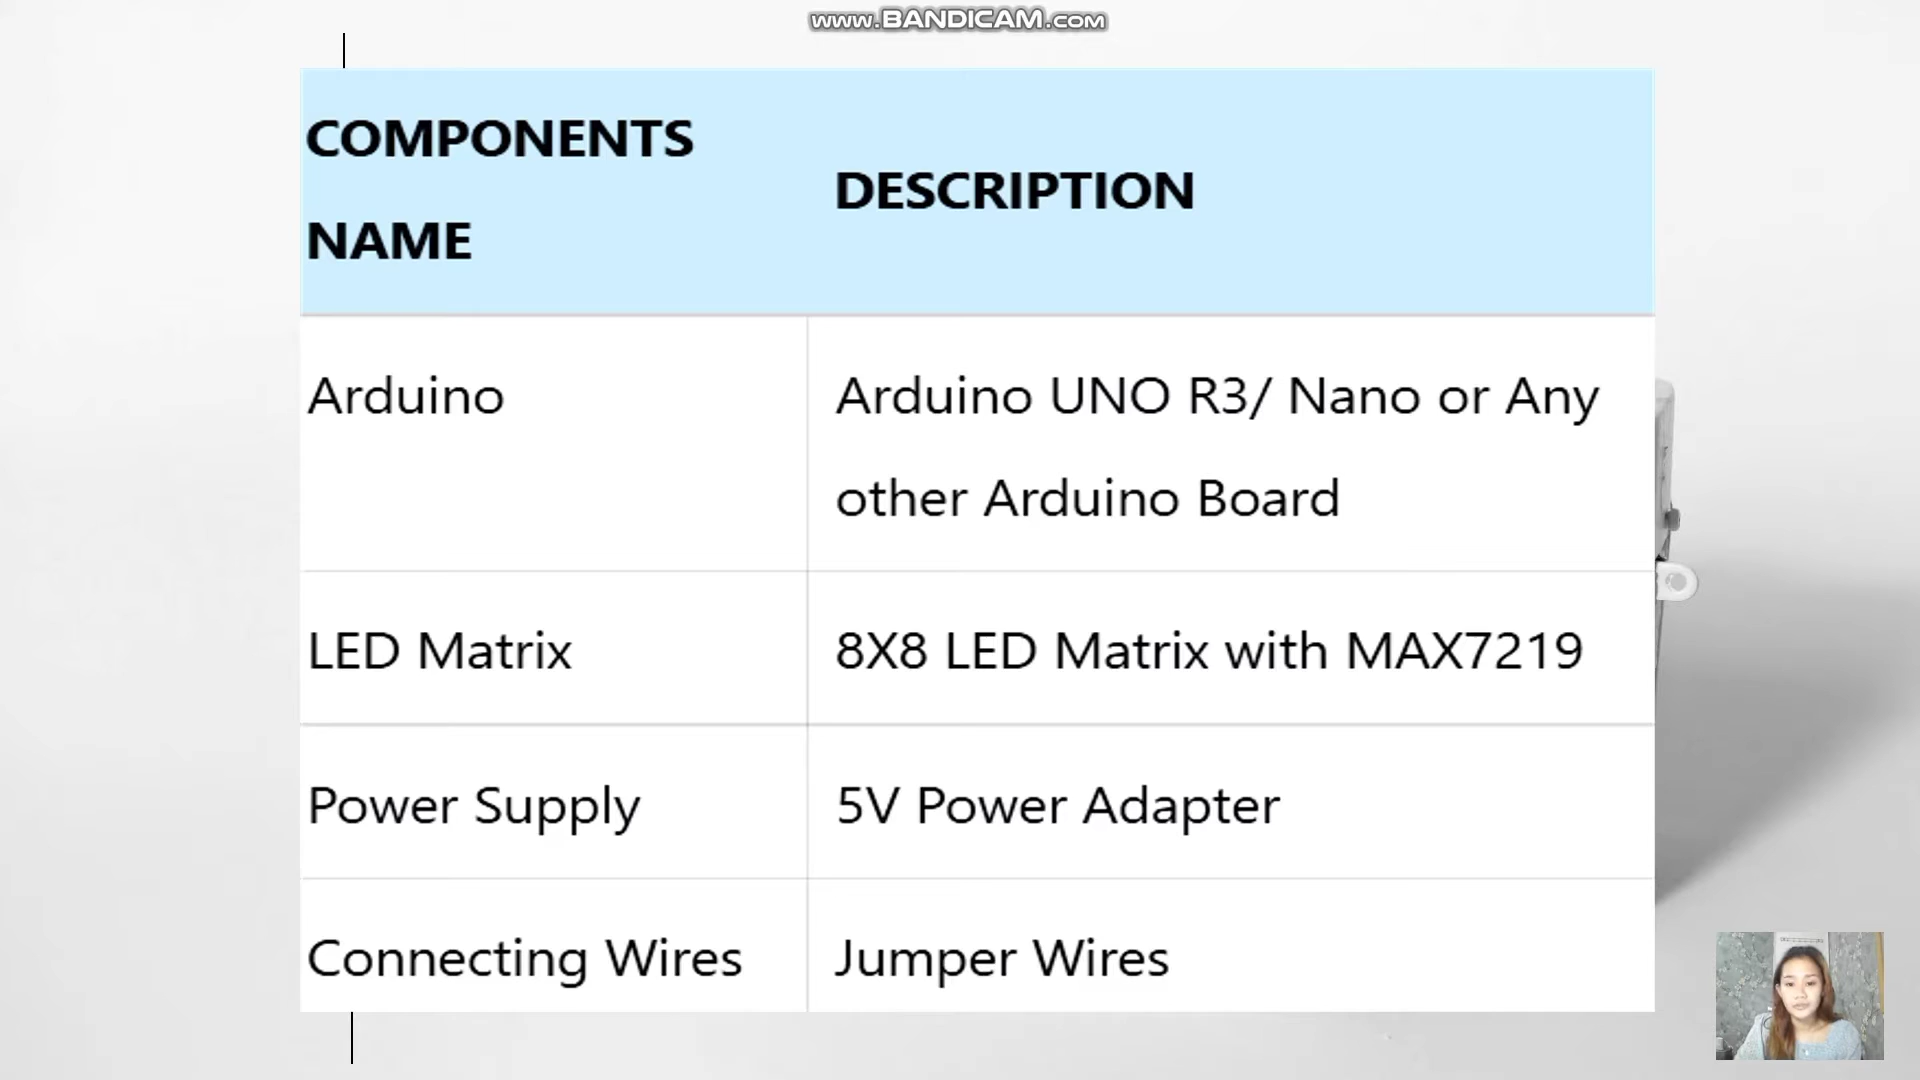 www.BANDICAM.com
COMPONENTS
NAME
DESCRIPTION
Arduino
Arduino UNO R3/ Nano or Any
other Arduino Board
LED Matrix
8X8 LED Matrix with MAX7219
Power Supply
5V Power Adapter
Connecting Wires
Jumper Wires